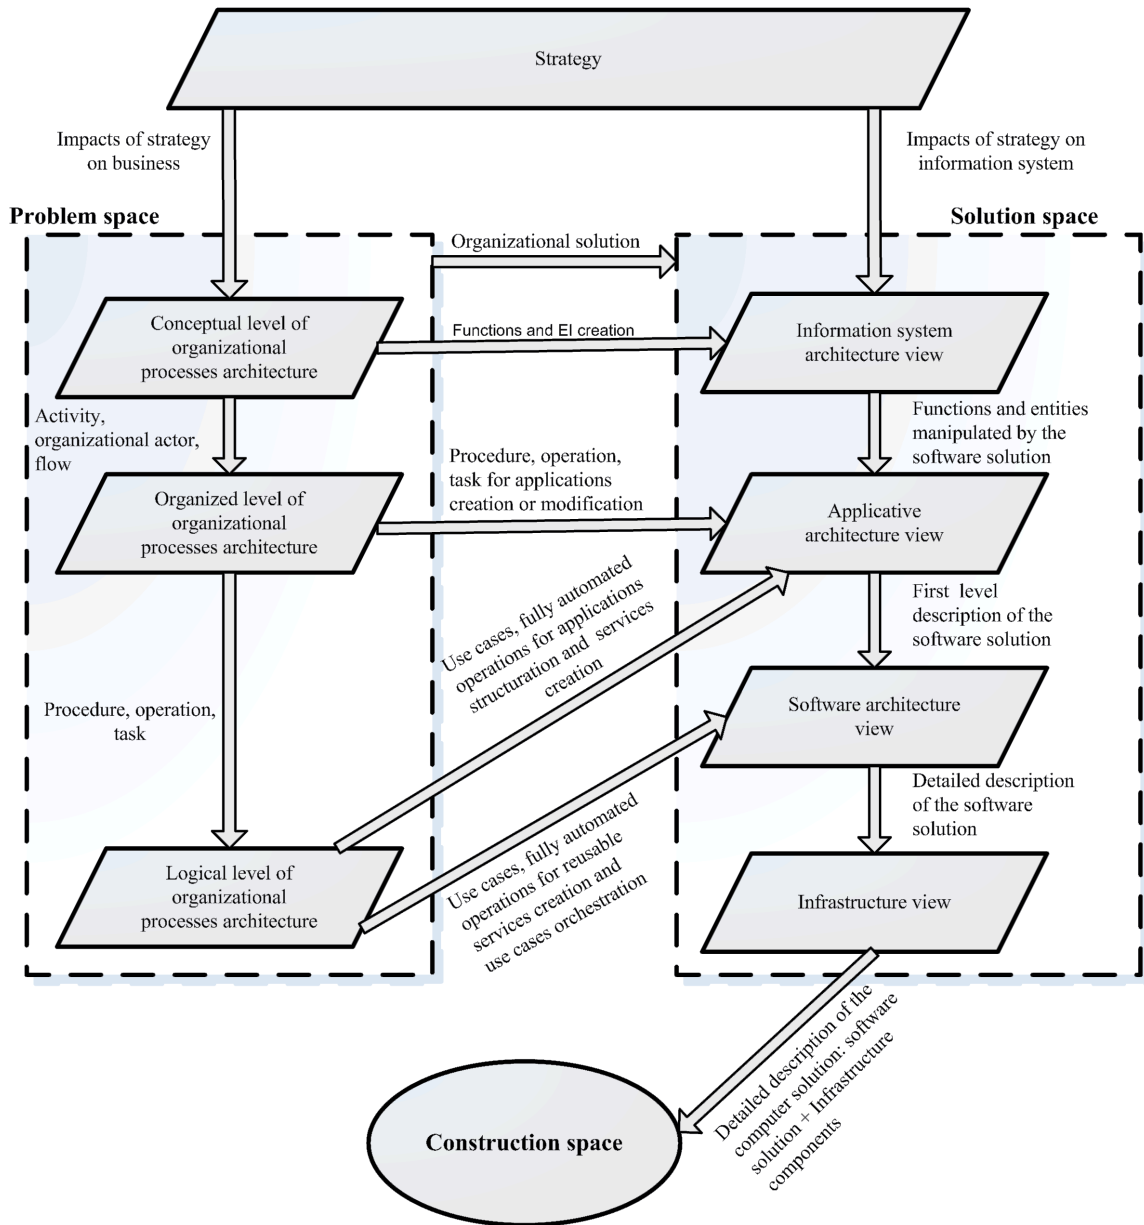 Strategy
Impacts of strategy
on business
Impacts of strategy on
information system
Problem space
Solution space
Organizational solution
Conceptual level of
organizational
processes architecture
Functions and EI creation
Information system
architecture view
Activity,
organizational actor,
flow
Functions and entities
manipulated by the
software solution
Procedure, operation,
task for applications
creation or modification
Organized level of
organizational
processes architecture
Applicative
architecture view
Use cases, fully automated
operations for applications
structuration and services
creation
First level
description of the
software solution
Procedure, operation,
task
Software architecture
view
Use cases, fully automated
operations for reusable
services creation and
use cases orchestration
Detailed description
of the software
solution
Logical level of
organizational
processes architecture
Infrastructure view
Detailed description of the
computer solution: software
solution + Infrastructure
components
Construction space